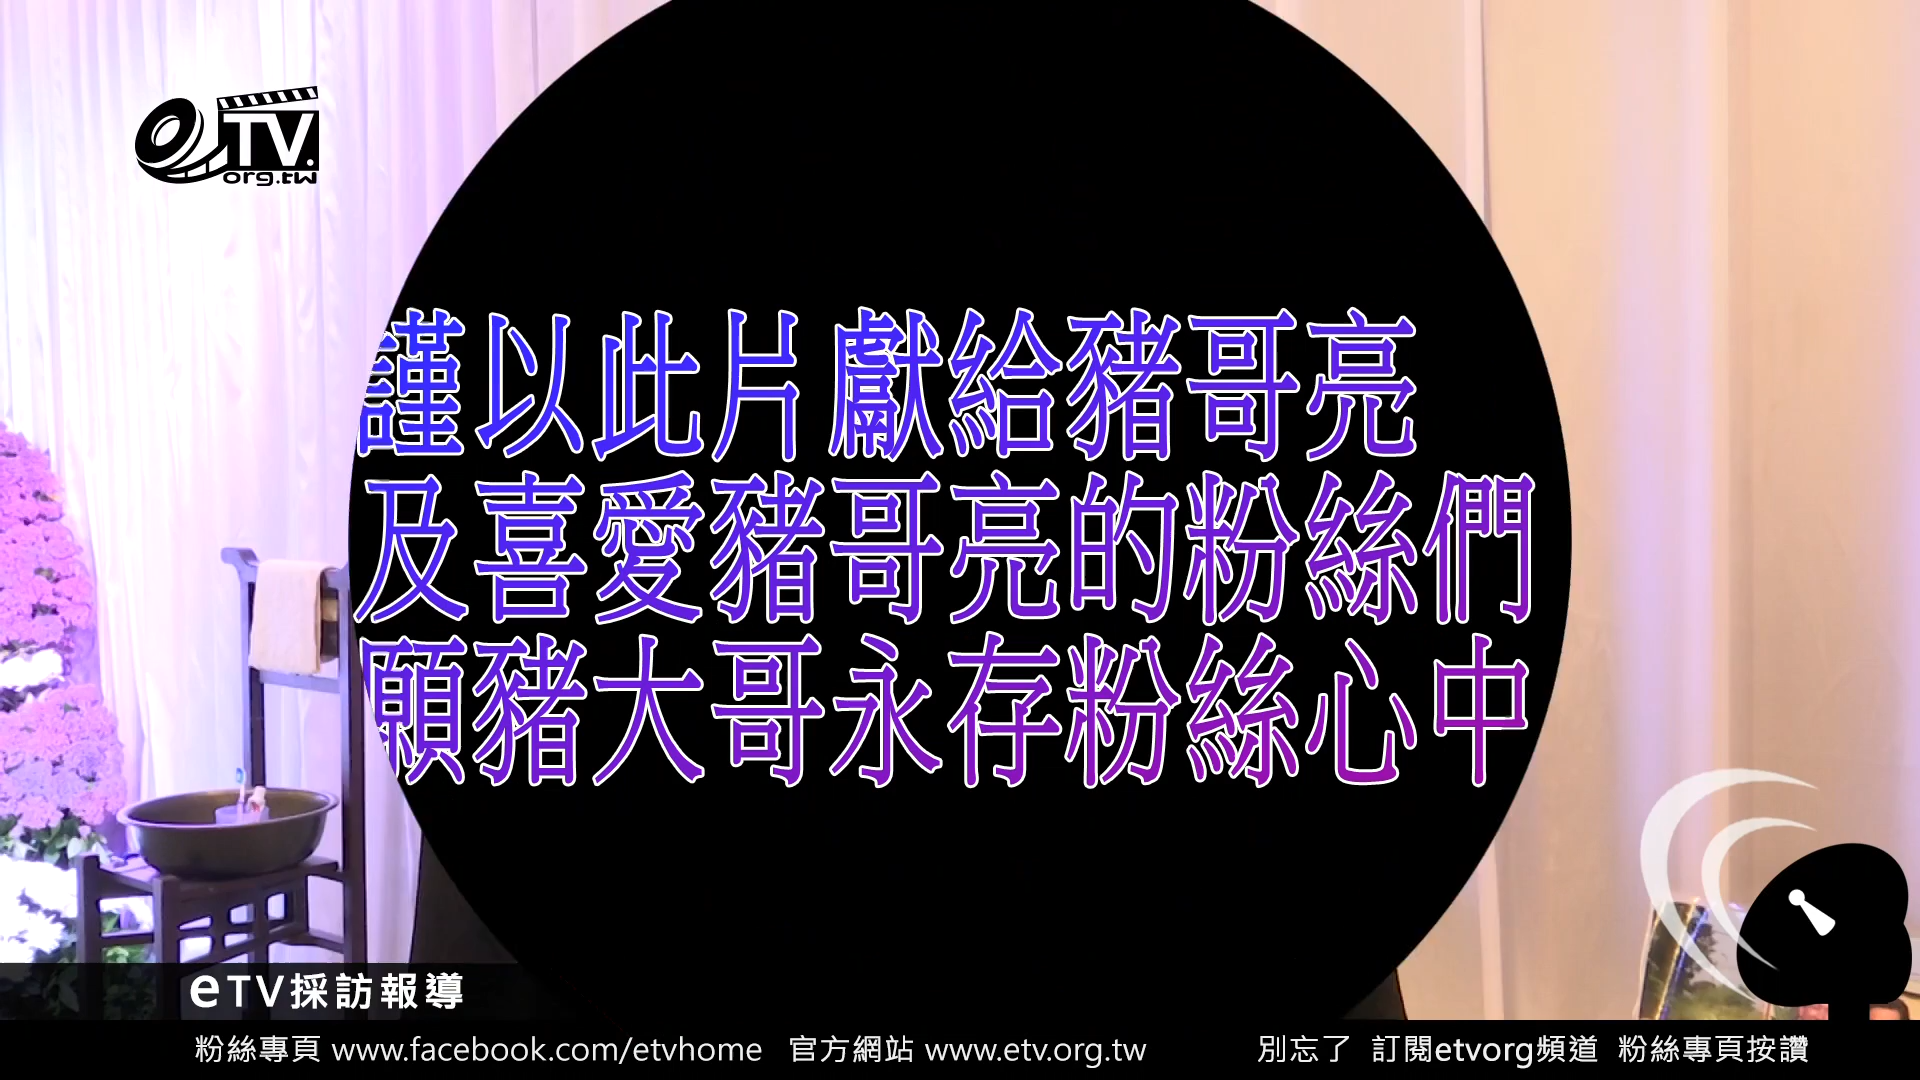 eTV.
org.tw
謹以此片獻給豬哥亮
及喜愛豬哥亮的粉絲們
願豬大哥永存粉絲心中
eTV採訪報導
粉絲專頁 www.facebook.com/etvhome 官方網站 www.etv.org.tw 別忘了 訂閱etvorg頻道 粉絲專頁按讚